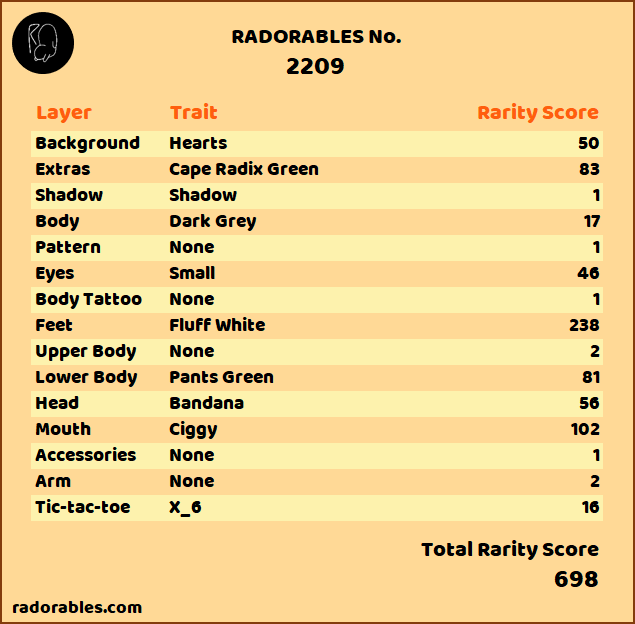 RADORABLES No.
2209
Layer Trait Rarity Score
Background Hearts 50
Extras Cape Radix Green 83
Shadow Shadow 1
Body Dark Grey 17
Pattern None 1
Eyes Small 46
Body Tattoo None 1
Feet Fluff White 238
Upper Body None 2
Lower Body Pants Green 81
Head Bandana 56
Mouth Ciggy 102
Accessories None 1
Arm None 2
Tic-tac-toe X_6 16
Total Rarity Score
698
radorables.com